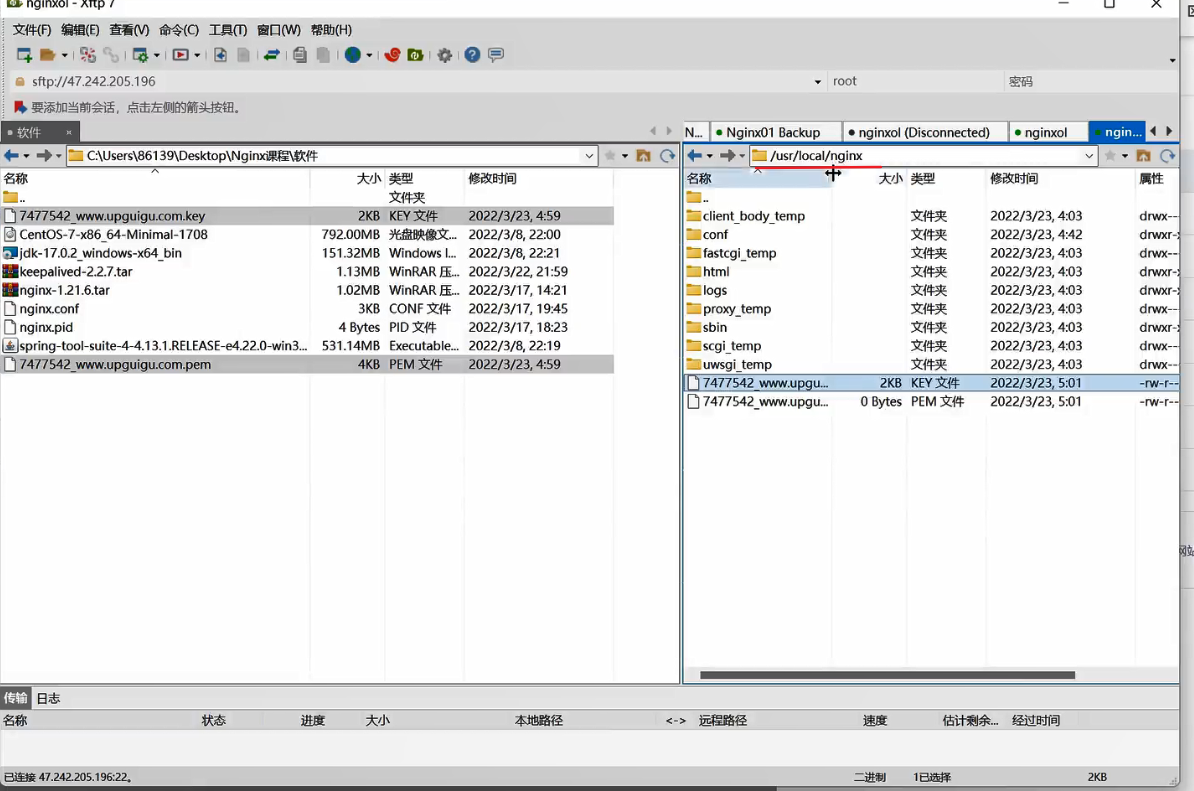 nginxol - Xftp 7
文件(F) 编辑(E) 查看(V) 命令(C) 工具(T) 窗口(W) 帮助(H)
sftp://47.242.205.196 root 密码
要添加当前会话，点击左侧的箭头按钮。
软件 × N... Nginx01 Backup nginxol (Disconnected) nginxol ngin...
C:\Users\86139\Desktop\Nginx课程\软件 /usr/local/nginx
名称 大小 类型 修改时间
.. 文件夹
7477542_www.upguigu.com.key 2KB KEY 文件 2022/3/23, 4:59
CentOS-7-x86_64-Minimal-1708 792.00MB 光盘映像文... 2022/3/8, 22:00
jdk-17.0.2_windows-x64_bin 151.32MB Windows I... 2022/3/8, 22:21
keepalived-2.2.7.tar 1.13MB WinRAR 压... 2022/3/22, 21:59
nginx-1.21.6.tar 1.02MB WinRAR 压... 2022/3/17, 14:21
nginx.conf 3KB CONF 文件 2022/3/17, 19:45
nginx.pid 4 Bytes PID 文件 2022/3/17, 18:23
spring-tool-suite-4-4.13.1.RELEASE-e4.22.0-win3... 531.14MB Executable... 2022/3/8, 22:19
7477542_www.upguigu.com.pem 4KB PEM 文件 2022/3/23, 4:59
名称 大小 类型 修改时间 属性
..
client_body_temp 文件夹 2022/3/23, 4:03 drwx--
conf 文件夹 2022/3/23, 4:42 drwxr-x
fastcgi_temp 文件夹 2022/3/23, 4:03 drwx--
html 文件夹 2022/3/23, 4:03 drwxr-x
logs 文件夹 2022/3/23, 4:03 drwxr-x
proxy_temp 文件夹 2022/3/23, 4:03 drwx--
sbin 文件夹 2022/3/23, 4:03 drwxr-x
scgi_temp 文件夹 2022/3/23, 4:03 drwx--
uwsgi_temp 文件夹 2022/3/23, 4:03 drwx--
7477542_www.upgu... 2KB KEY 文件 2022/3/23, 5:01 -rw-r--
7477542_www.upgu... 0 Bytes PEM 文件 2022/3/23, 5:01 -rw-r--
传输 日志
名称 状态 进度 大小 本地路径 <-> 远程路径 速度 估计剩余... 经过时间
已连接 47.242.205.196:22。 二进制 1已选择 2KB